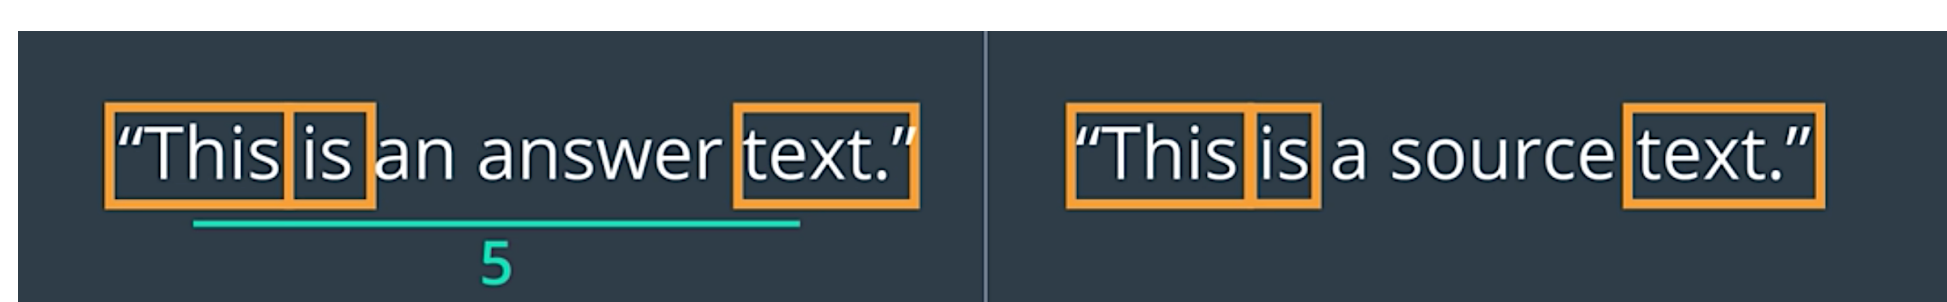 “This is an answer text.”
5
“This is a source text.”